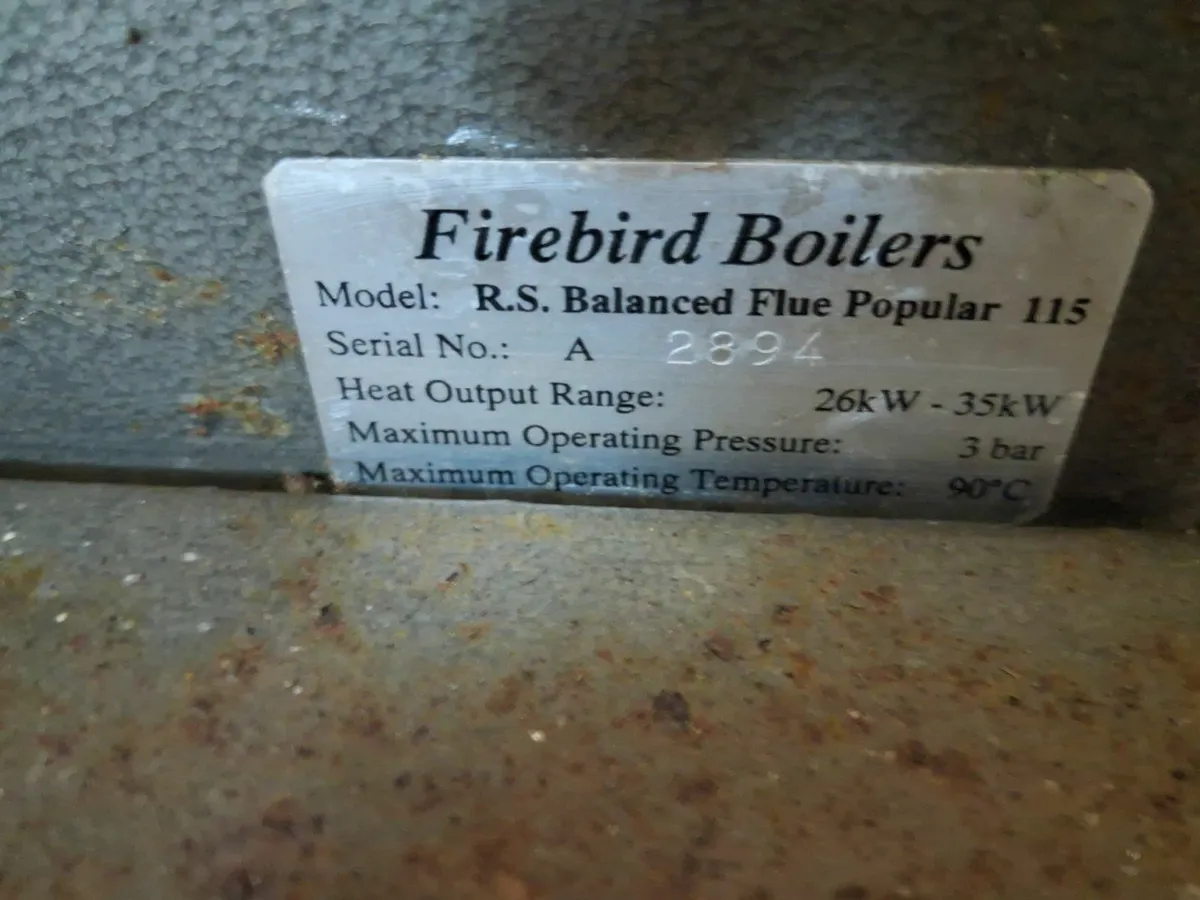 Firebird Boilers
Model: R.S. Balanced Flue Popular 115
Serial No.: A 2894
Heat Output Range: 26kW - 35kW
Maximum Operating Pressure: 3 bar
Maximum Operating Temperature: 90°C